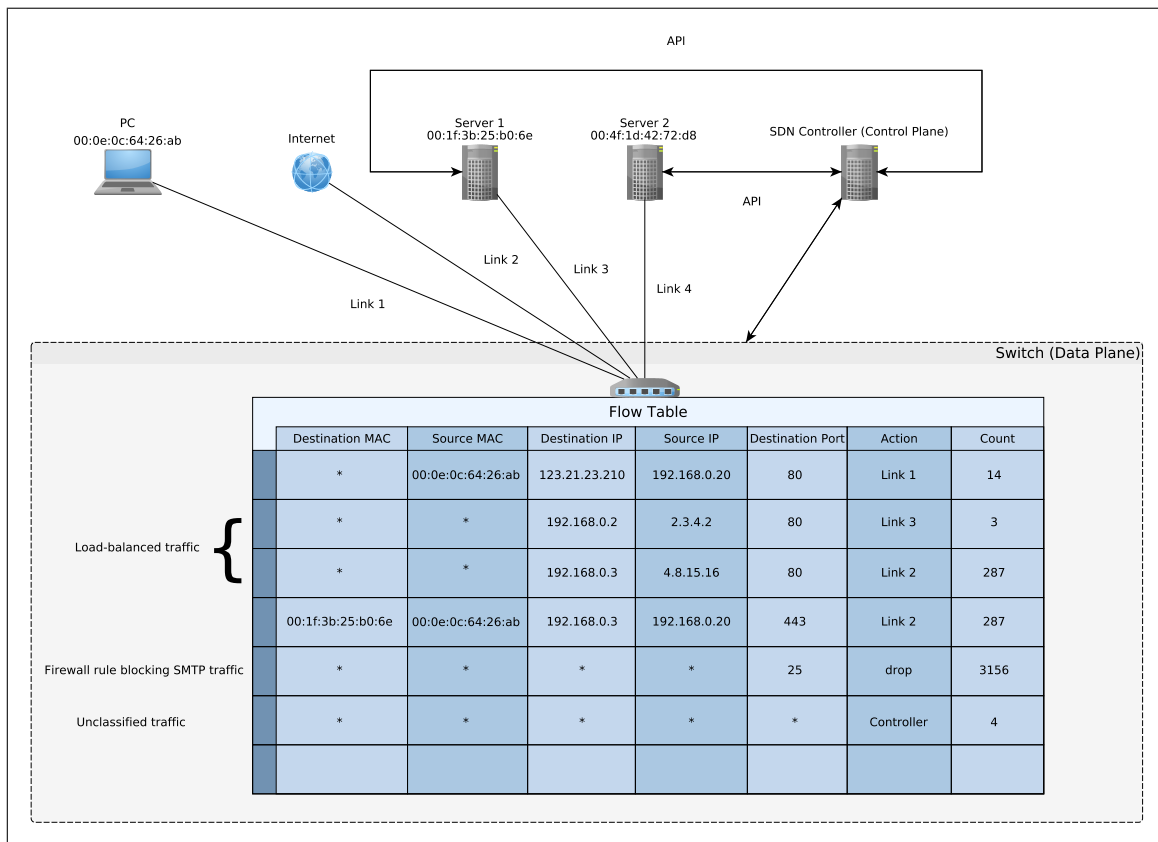 API
PC
00:0e:0c:64:26:ab
Internet
Server 1
00:1f:3b:25:b0:6e
Server 2
00:4f:1d:42:72:d8
SDN Controller (Control Plane)
API
Link 1
Link 2
Link 3
Link 4
Switch (Data Plane)
Flow Table
Destination MAC Source MAC Destination IP Source IP Destination Port Action Count
* 00:0e:0c:64:26:ab 123.21.23.210 192.168.0.20 80 Link 1 14
Load-balanced traffic {
* * 192.168.0.2 2.3.4.2 80 Link 3 3
* * 192.168.0.3 4.8.15.16 80 Link 2 287
00:1f:3b:25:b0:6e 00:0e:0c:64:26:ab 192.168.0.3 192.168.0.20 443 Link 2 287
Firewall rule blocking SMTP traffic * * * * 25 drop 3156
Unclassified traffic * * * * * Controller 4